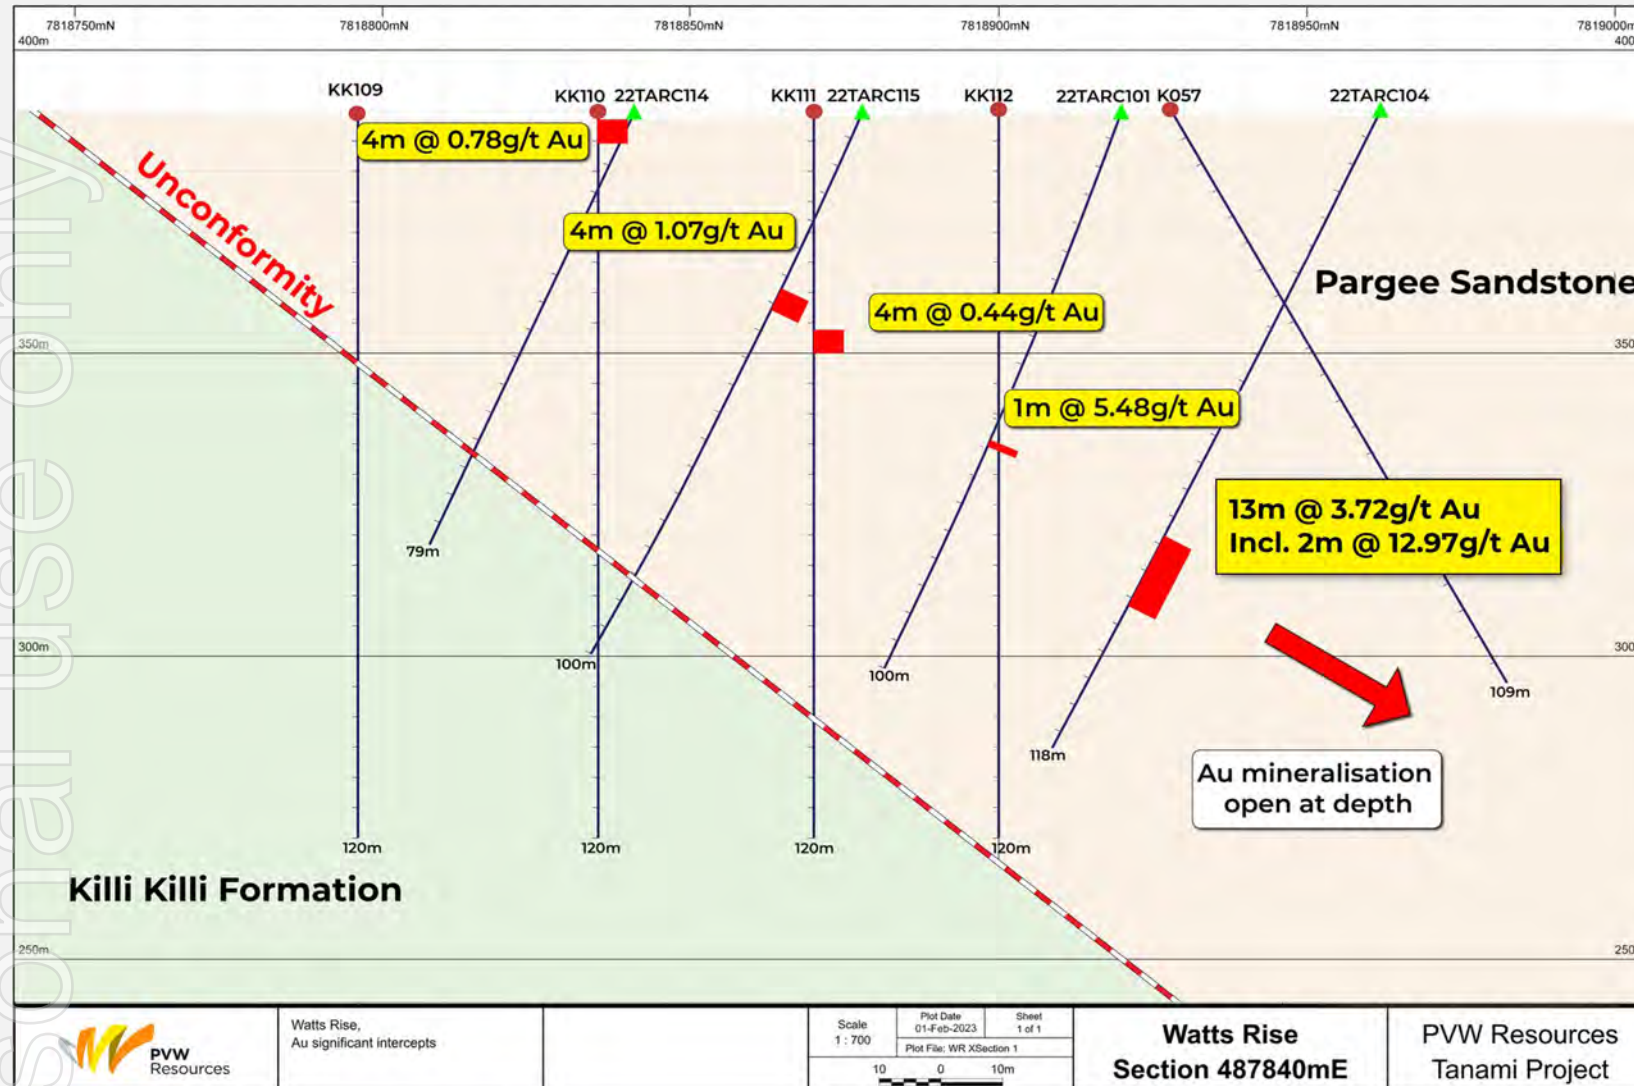 7818750mN 7818800mN 7818850mN 7818900mN 7818950mN 7819000m
400m 400
KK109 KK110 22TARC114 KK111 22TARC115 KK112 22TARC101 K057 22TARC104
4m @ 0.78g/t Au
Unconformity
4m @ 1.07g/t Au
Pargee Sandstone
4m @ 0.44g/t Au
350m 350
1m @ 5.48g/t Au
13m @ 3.72g/t Au
Incl. 2m @ 12.97g/t Au
79m
300m 300
100m
100m
109m
118m
Au mineralisation
open at depth
120m 120m 120m 120m
Killi Killi Formation
250m 250
sonal use only
PVW
Resources
Watts Rise,
Au significant intercepts
Scale
1 : 700
Plot Date
01-Feb-2023
Sheet
1 of 1
Plot File: WR XSection 1
10 0 10m
Watts Rise
Section 487840mE
PVW Resources
Tanami Project